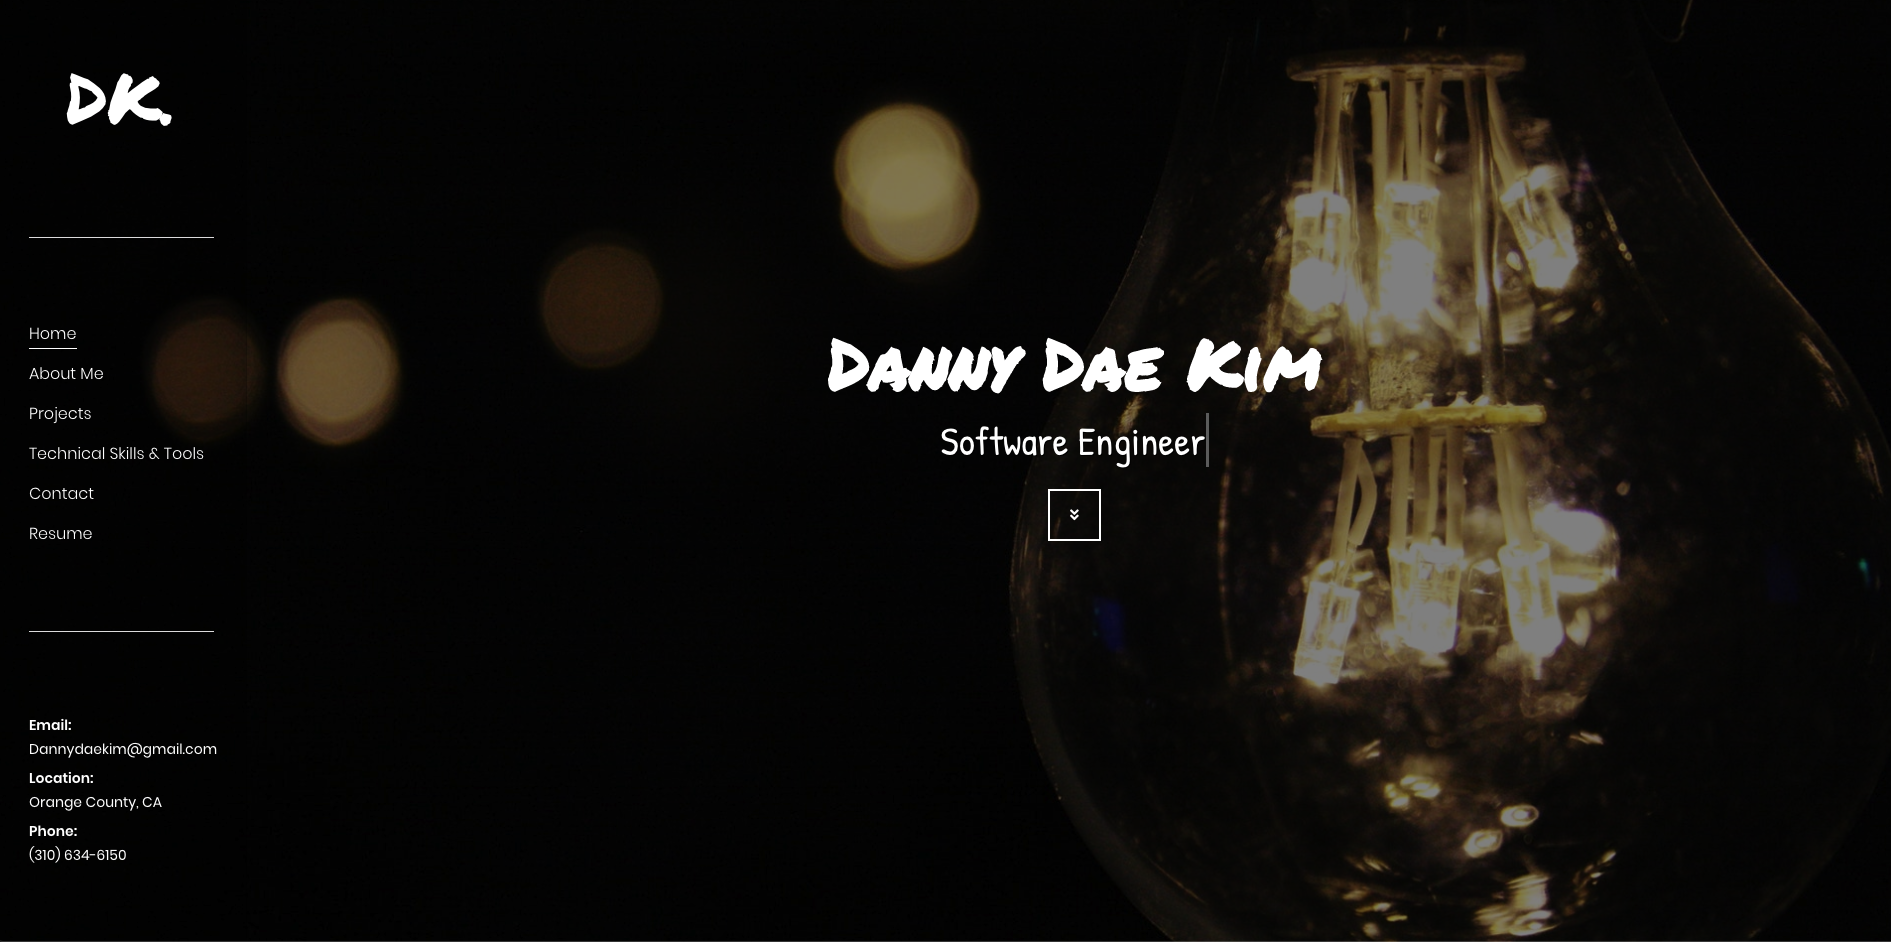 DK.
Home
About Me
Projects
Technical Skills & Tools
Contact
Resume
Email:
Dannydaekim@gmail.com
Location:
Orange County, CA
Phone:
(310) 634-6150
Danny Dae Kim
Software Engineer